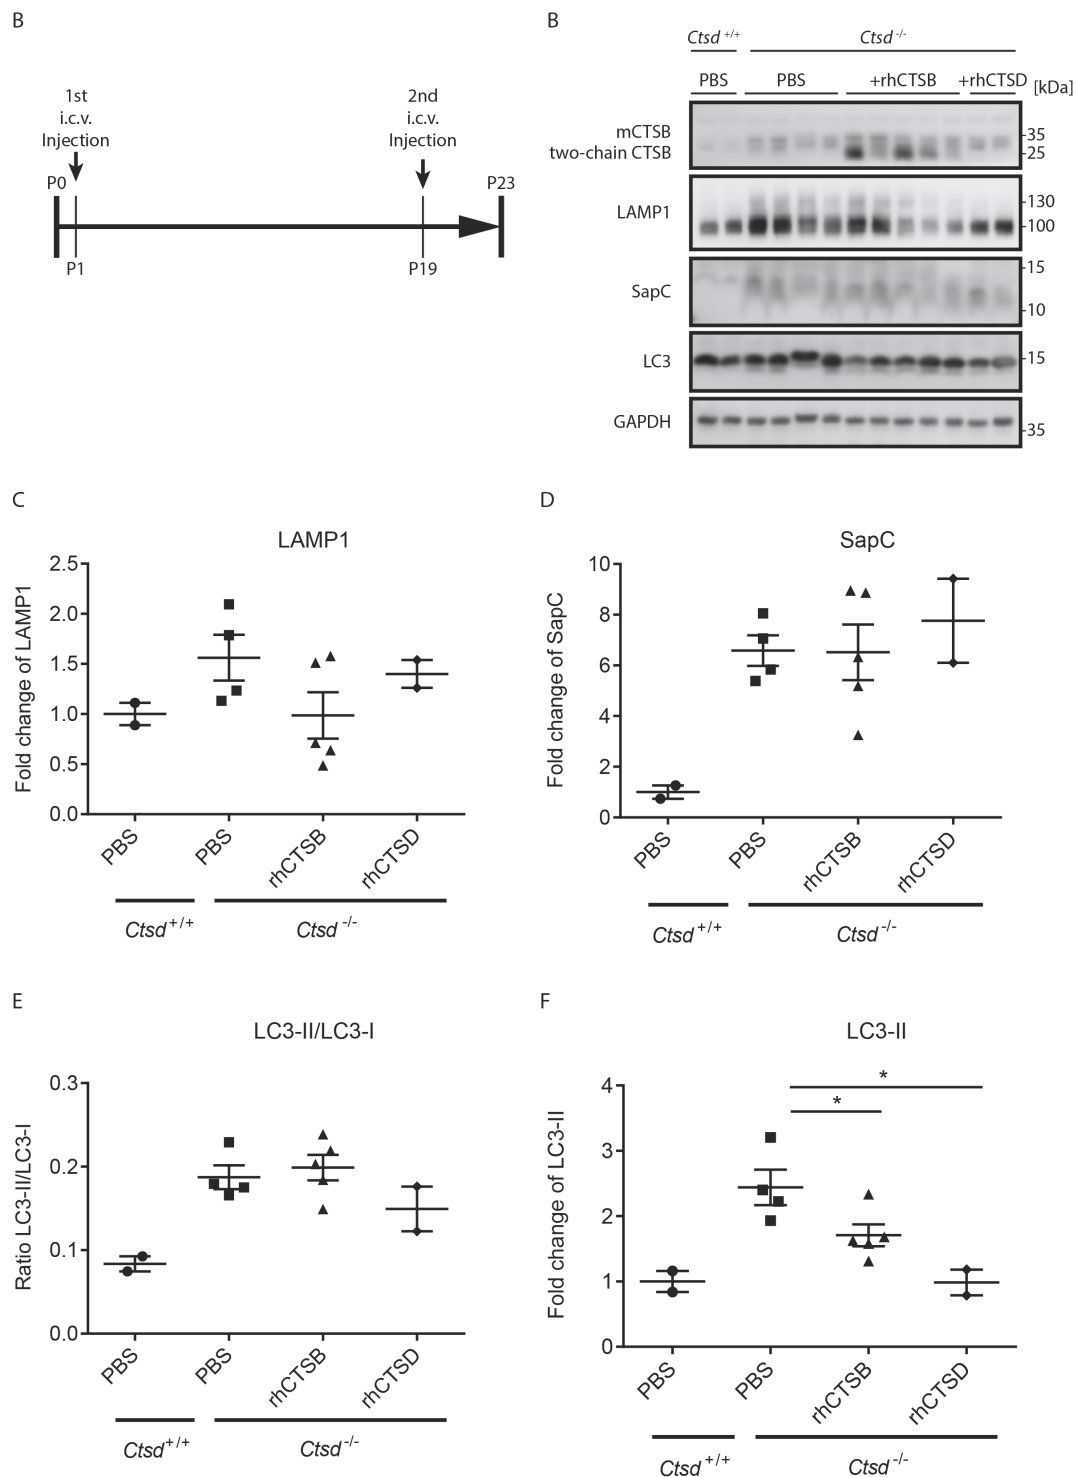 B
1st
i.c.v.
Injection
2nd
i.c.v.
Injection
P0
P23
P1
P19
B
Ctsd +/+
Ctsd -/-
PBS
PBS
+rhCTSB
+rhCTSD
[kDa]
mCTSB
two-chain CTSB
35
25
LAMP1
130
100
SapC
15
10
LC3
15
GAPDH
35
C
LAMP1
Fold change of LAMP1
2.5
2.0
1.5
1.0
0.5
0.0
PBS
PBS
rhCTSB
rhCTSD
Ctsd +/+
Ctsd -/-
D
SapC
Fold change of SapC
10
8
6
4
2
0
PBS
PBS
rhCTSB
rhCTSD
Ctsd +/+
Ctsd -/-
E
LC3-II/LC3-I
Ratio LC3-II/LC3-I
0.3
0.2
0.1
0.0
PBS
PBS
rhCTSB
rhCTSD
Ctsd +/+
Ctsd -/-
F
LC3-II
Fold change of LC3-II
4
3
2
1
0
*
*
PBS
PBS
rhCTSB
rhCTSD
Ctsd +/+
Ctsd -/-